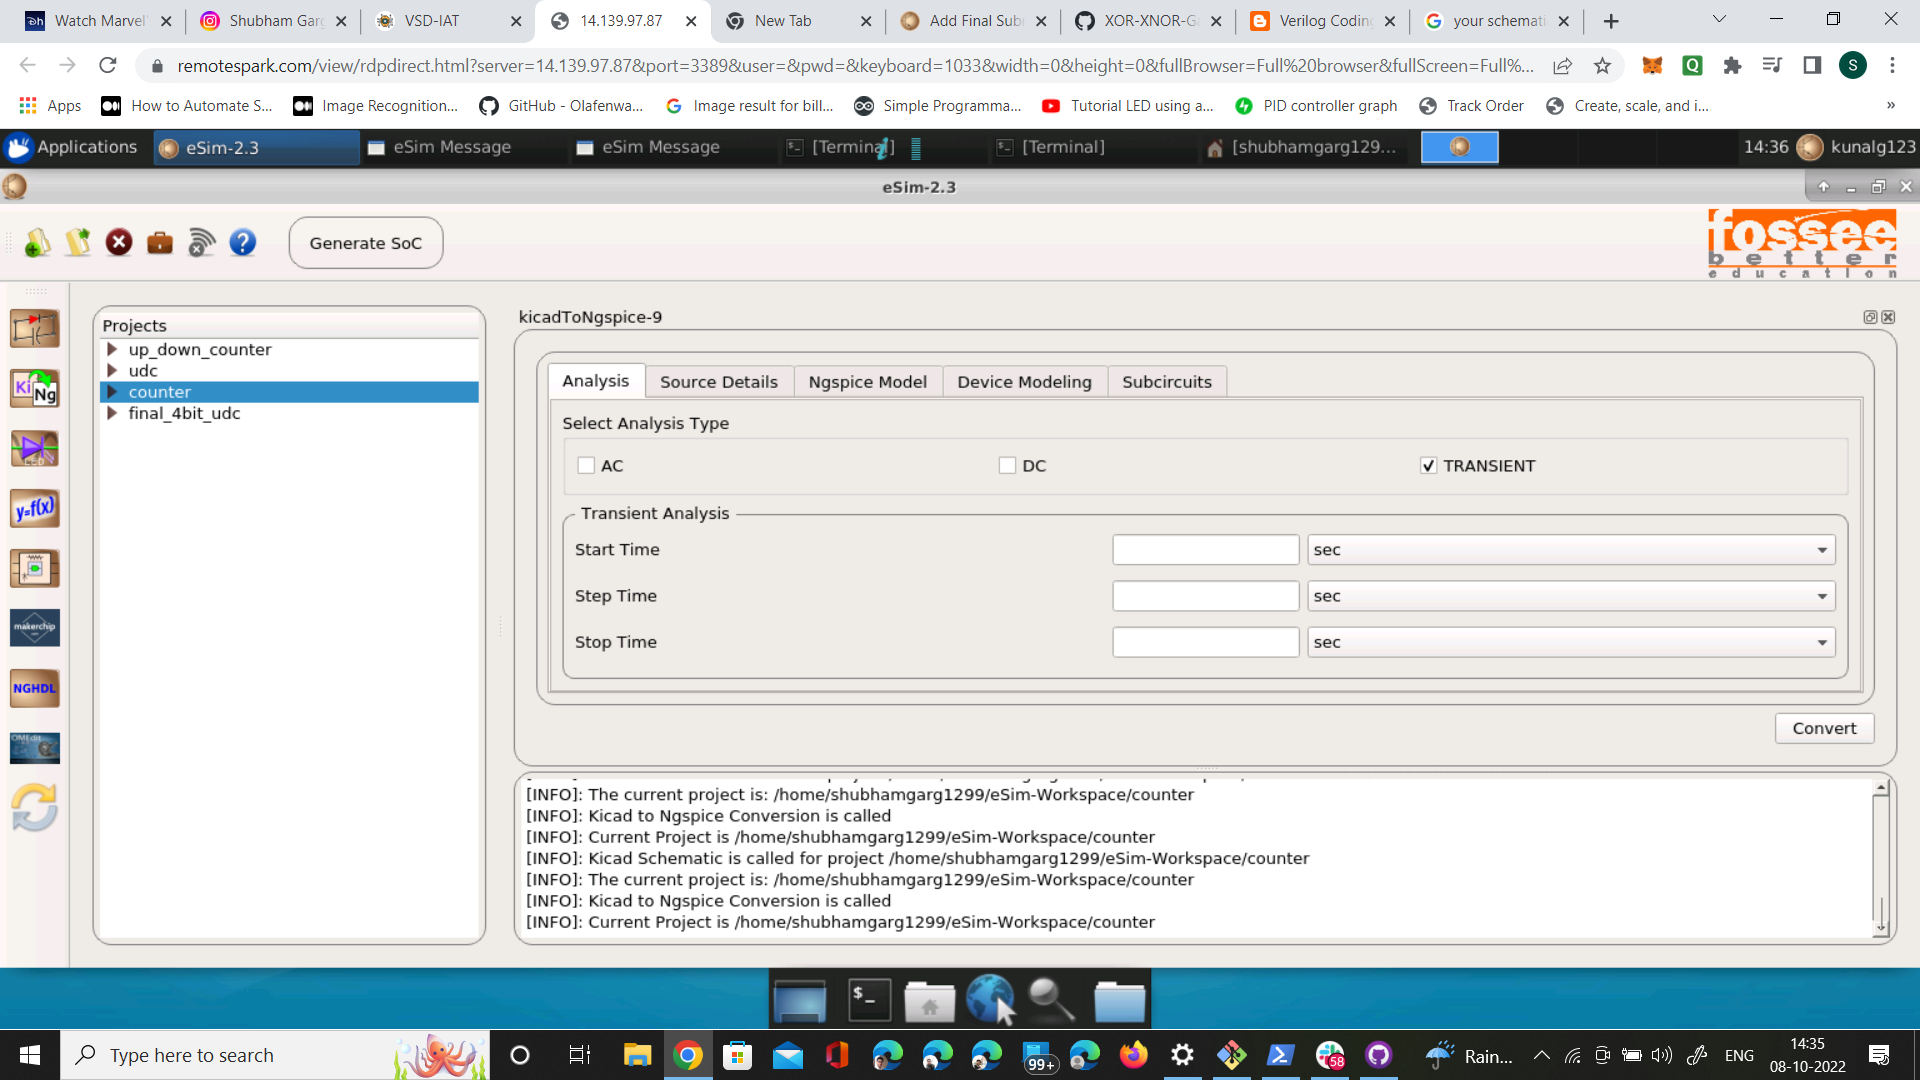 Watch Marvel'
Shubham Garg
VSD-IAT
14.139.97.87
New Tab
Add Final Sub
XOR-XNOR-G
Verilog Coding
your schemati
remotespark.com/view/rdpdirect.html?server=14.139.97.87&port=3389&user=&pwd=&keyboard=1033&width=0&height=0&fullBrowser=Full%20browser&fullScreen=Full%...
S
Apps
How to Automate S...
Image Recognition...
GitHub - Olafenwa...
Image result for bill...
Simple Programma...
Tutorial LED using a...
PID controller graph
Track Order
Create, scale, and i...
»
Applications
eSim-2.3
eSim Message
eSim Message
[Terminal]
[Terminal]
[shubhamgarg129...
14:36
kunalg123
eSim-2.3
Generate SoC
fossee
better
education
Projects
up_down_counter
udc
counter
final_4bit_udc
Ki
Ng
LED
y=f(x)
makerchip
NGHDL
OMEdit
kicadToNgspice-9
Analysis
Source Details
Ngspice Model
Device Modeling
Subcircuits
Select Analysis Type
AC
DC
TRANSIENT
Transient Analysis
Start Time
sec
Step Time
sec
Stop Time
sec
Convert
[INFO]: The current project is: /home/shubhamgarg1299/eSim-Workspace/counter
[INFO]: Kicad to Ngspice Conversion is called
[INFO]: Current Project is /home/shubhamgarg1299/eSim-Workspace/counter
[INFO]: Kicad Schematic is called for project /home/shubhamgarg1299/eSim-Workspace/counter
[INFO]: The current project is: /home/shubhamgarg1299/eSim-Workspace/counter
[INFO]: Kicad to Ngspice Conversion is called
[INFO]: Current Project is /home/shubhamgarg1299/eSim-Workspace/counter
$_
Type here to search
99+
58
Rain...
ENG
14:35
08-10-2022